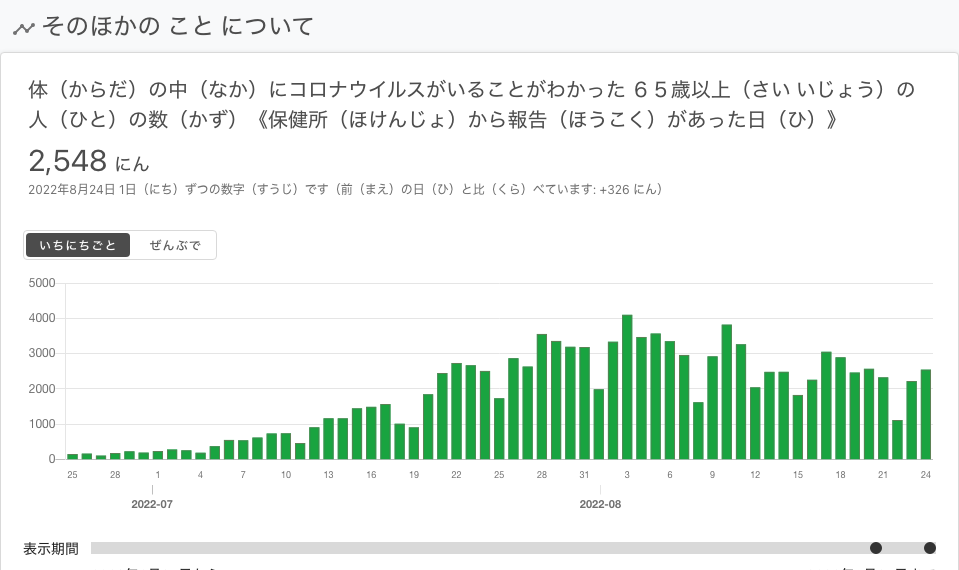 そのほかの こと について
体（からだ）の中（なか）にコロナウイルスがいることがわかった ６５歳以上（さい いじょう）の
人（ひと）の数（かず）《保健所（ほけんじょ）から報告（ほうこく）があった日（ひ）》
2,548 にん
2022年8月24日 1日（にち）ずつの数字（すうじ）です（前（まえ）の日（ひ）と比（くら）べています: +326 にん）
いちにちごと ぜんぶで
5000
4000
3000
2000
1000
0
25 28 1 4 7 10 13 16 19 22 25 28 31 3 6 9 12 15 18 21 24
2022-07 2022-08
表示期間